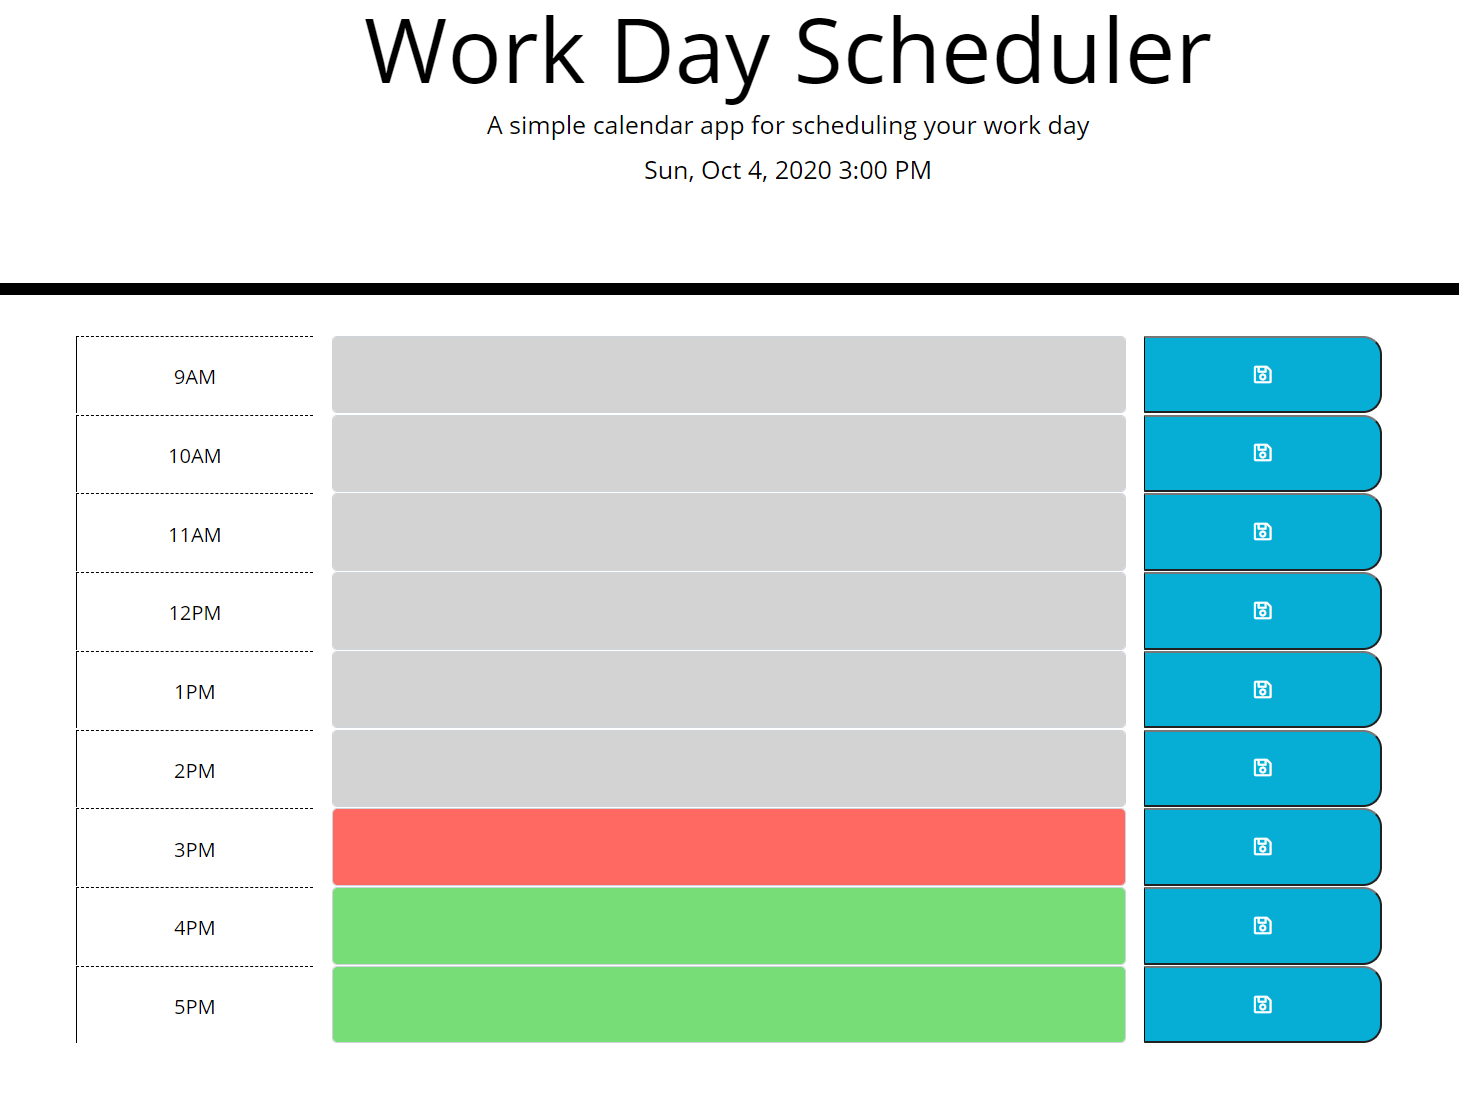 Work Day Scheduler
A simple calendar app for scheduling your work day
Sun, Oct 4, 2020 3:00 PM
9AM
10AM
11AM
12PM
1PM
2PM
3PM
4PM
5PM